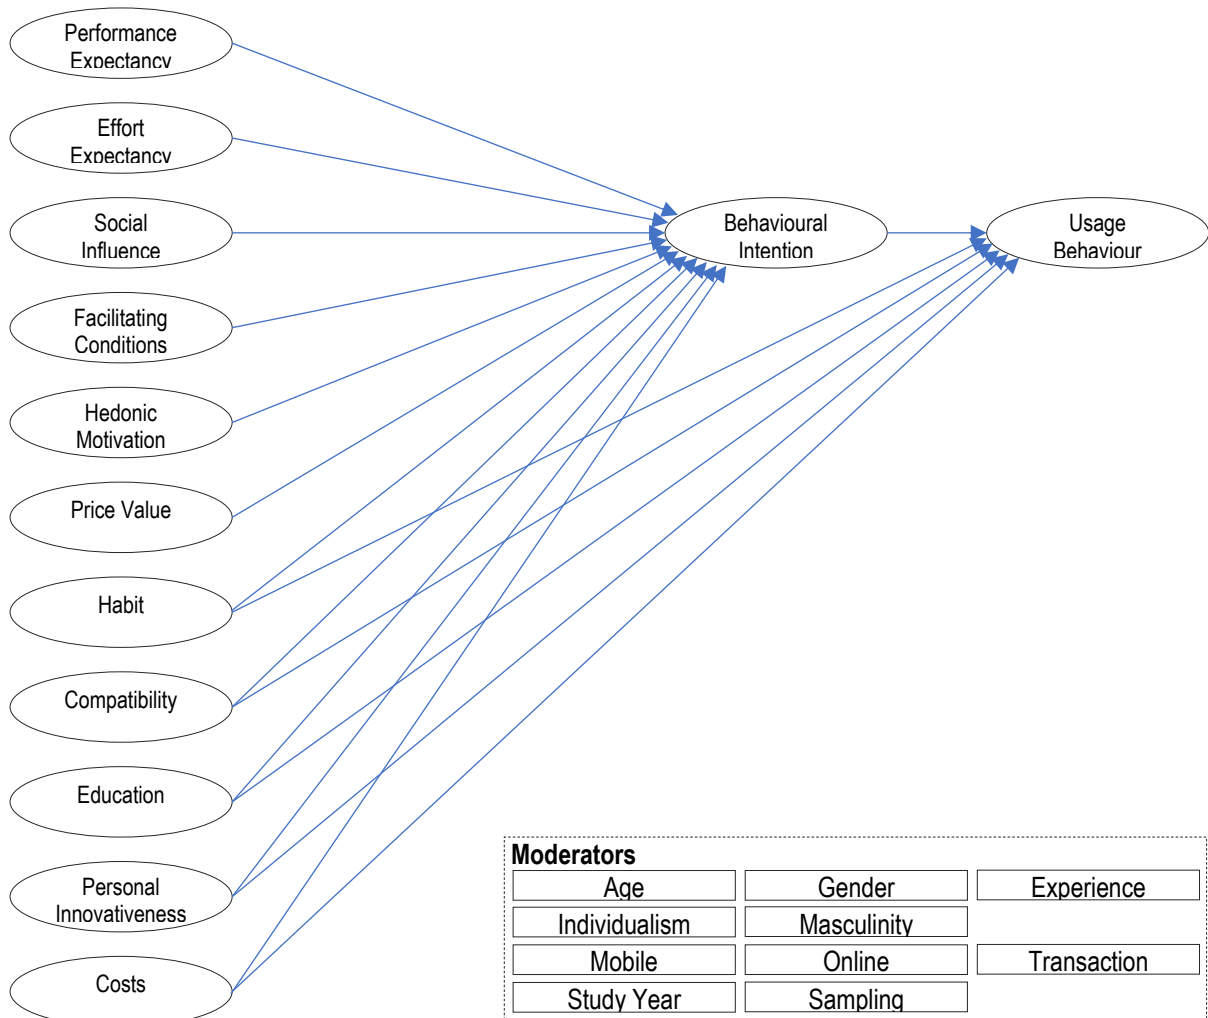 Performance
Expectancy
Effort
Expectancy
Social
Influence
Facilitating
Conditions
Hedonic
Motivation
Price Value
Habit
Compatibility
Education
Personal
Innovativeness
Costs
Behavioural
Intention
Usage
Behaviour
Moderators
Age Gender Experience
Individualism Masculinity
Mobile Online Transaction
Study Year Sampling